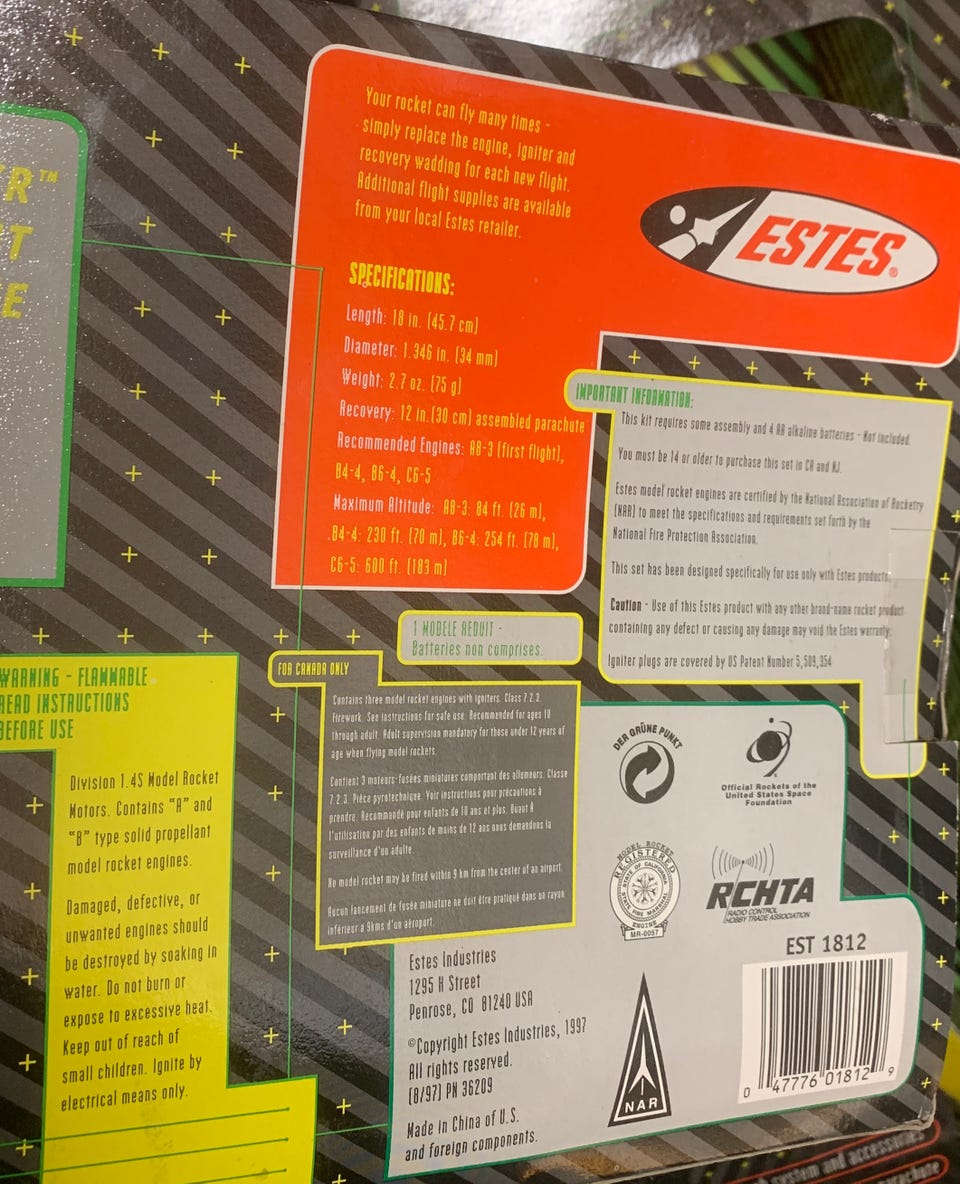 R™
T
E
Your rocket can fly many times -
simply replace the engine, igniter and
recovery wadding for each new flight.
Additional flight supplies are available
from your local Estes retailer.
ESTES®
SPECIFICATIONS:
Length: 18 in. (45.7 cm)
Diameter: 1.346 in. (34 mm)
Weight: 2.7 oz. (75 g)
Recovery: 12 in.(30 cm) assembled parachute
Recommended Engines: A8-3 (first flight),
B4-4, B6-4, C6-5
Maximum Altitude: A8-3: 84 ft. (26 m),
B4-4: 230 ft. (70 m), B6-4: 254 ft. (78 m),
C6-5: 600 ft. (183 m)
IMPORTANT INFORMATION:
This kit requires some assembly and 4 AA alkaline batteries - Not included.
You must be 14 or older to purchase this set in CA and NJ.
Estes model rocket engines are certified by the National Association of Rocketry
(NAR) to meet the specifications and requirements set forth by the
National Fire Protection Association.
This set has been designed specifically for use only with Estes products.
Caution - Use of this Estes product with any other brand-name rocket product
containing any defect or causing any damage may void the Estes warranty.
Igniter plugs are covered by US Patent Number 5,509,354
1 MODELE REDUIT -
Batteries non comprises.
WARNING - FLAMMABLE
READ INSTRUCTIONS
BEFORE USE
Division 1.4S Model Rocket
Motors. Contains "A" and
"B" type solid propellant
model rocket engines.
Damaged, defective, or
unwanted engines should
be destroyed by soaking in
water. Do not burn or
expose to excessive heat.
Keep out of reach of
small children. Ignite by
electrical means only.
FOR CANADA ONLY
Contains three model rocket engines with igniters. Class 7.2.3.
Firework. See instructions for safe use. Recommended for ages 10
through adult. Adult supervision mandatory for those under 12 years of
age when flying model rockets.
Contient 3 moteurs-fusées miniatures comportant des allumeurs. Classe
7.2.3. Pièce pyrotechnique. Voir instructions pour précautions à
prendre. Recommandé pour enfants de 10 ans et plus. Quant À
l'utilisation par des enfants de moins de 12 ans nous demandons la
surveillance d'un adulte.
No model rocket may be fired within 9 km from the center of an airport.
Aucun lancement de fusée miniature ne doit être pratiqué dans un rayon
inférieur à 9kms d'un aéroport.
DER GRÜNE PUNKT
Official Rockets of the
United States Space
Foundation
MODEL ROCKET
REGISTERED
STATE OF CALIFORNIA
STATE FIRE MARSHAL
ENGINE
MR-0057
RCHTA
RADIO CONTROL
HOBBY TRADE ASSOCIATION
Estes Industries
1295 H Street
Penrose, CO 81240 USA
©Copyright Estes Industries, 1997
All rights reserved.
(8/97) PN 36209
Made in China of U.S.
and foreign components.
NAR
EST 1812
0 47776 01812 9
system and accessories
parachute